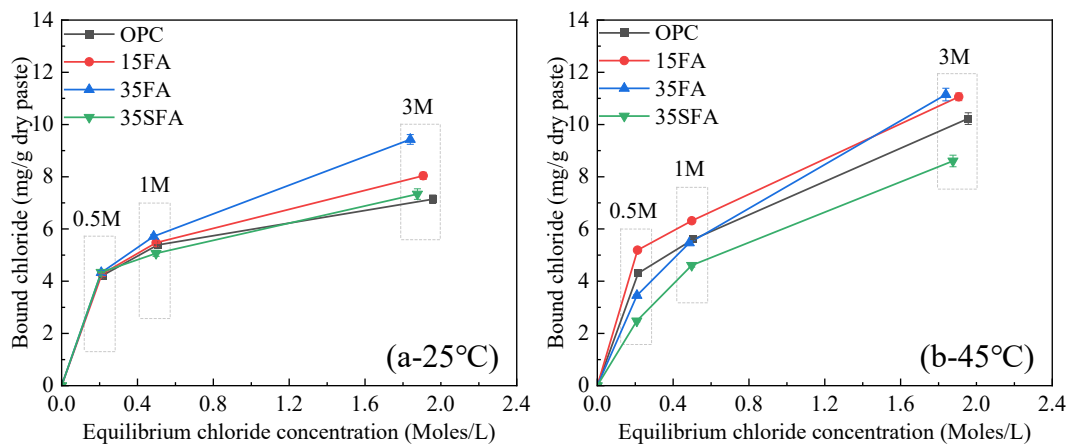 14
12
10
8
6
4
2
0
Bound chloride (mg/g dry paste)
OPC
15FA
35FA
35SFA
0.5M
1M
3M
(a-25℃)
0.0 0.4 0.8 1.2 1.6 2.0 2.4
Equilibrium chloride concentration (Moles/L)
14
12
10
8
6
4
2
0
Bound chloride (mg/g dry paste)
OPC
15FA
35FA
35SFA
0.5M
1M
3M
(b-45℃)
0.0 0.4 0.8 1.2 1.6 2.0 2.4
Equilibrium chloride concentration (Moles/L)